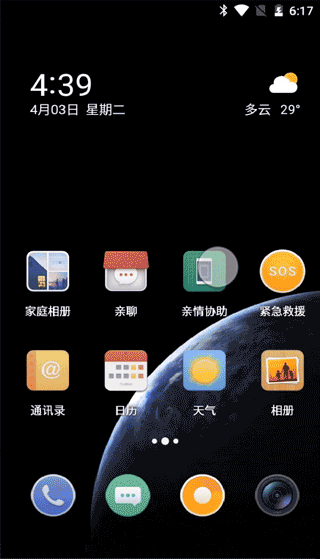 6:17
4:39
4月03日 星期二
多云 29°
SOS
家庭相册 亲聊 亲情协助 紧急救援
@
通讯录 日历 天气 相册